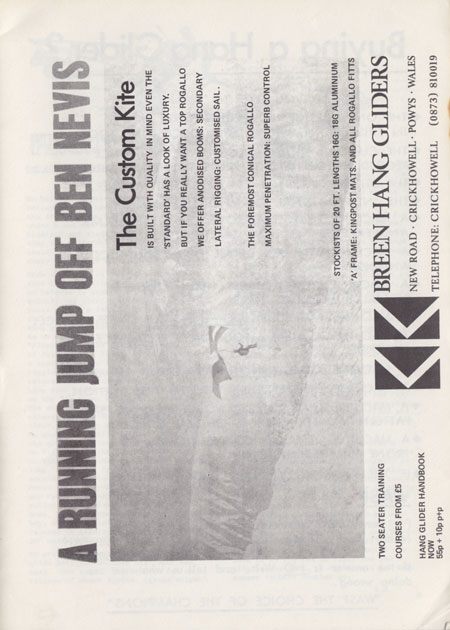 A RUNNING JUMP OFF BEN NEVIS
The Custom Kite
IS BUILT WITH QUALITY IN MIND EVEN THE
'STANDARD' HAS A LOOK OF LUXURY.
BUT IF YOU REALLY WANT A TOP ROGALLO
WE OFFER ANODISED BOOMS: SECONDARY
LATERAL RIGGING: CUSTOMISED SAIL.
THE FOREMOST CONICAL ROGALLO
MAXIMUM PENETRATION: SUPERB CONTROL
STOCKISTS OF 20 FT. LENGTHS 16G: 18G ALUMINIUM
'A' FRAME: KINGPOST MATS. AND ALL ROGALLO FITTS
TWO SEATER TRAINING
COURSES FROM £5
HANG GLIDER HANDBOOK
NOW
55p + 10p p+p
BREEN HANG GLIDERS
NEW ROAD · CRICKHOWELL · POWYS · WALES
TELEPHONE: CRICKHOWELL (0873) 810019